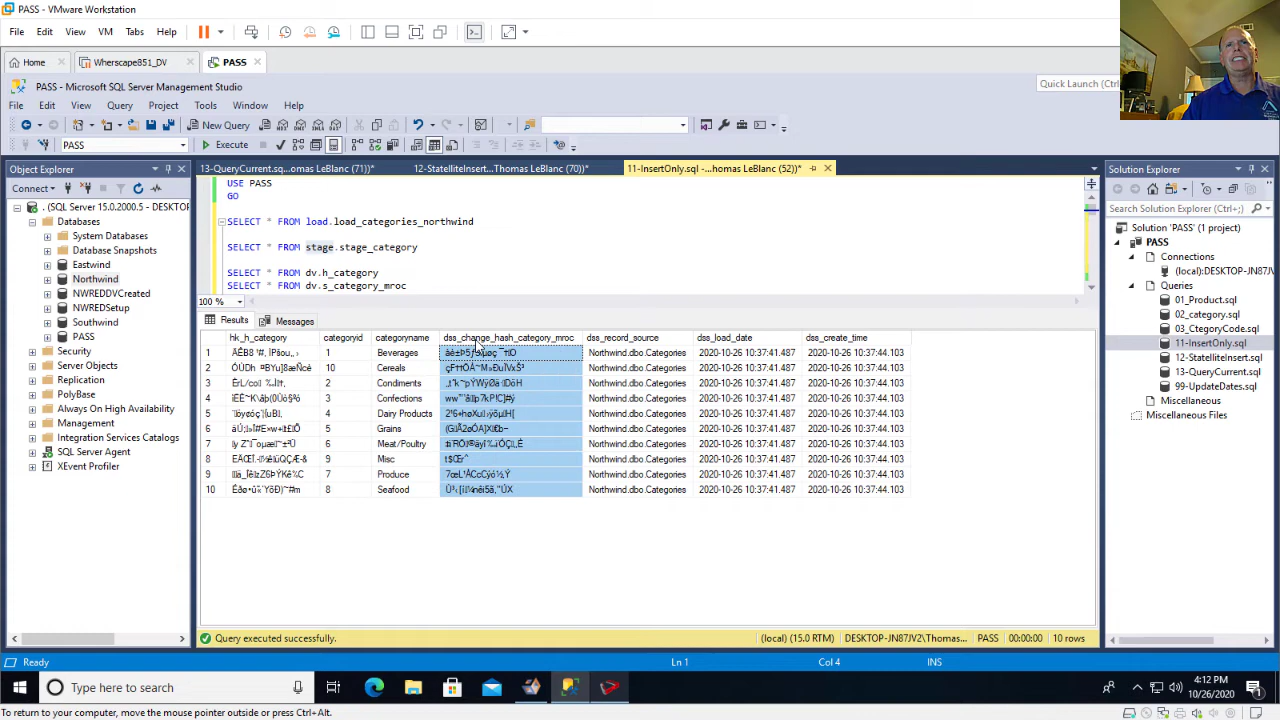 PASS - VMware Workstation
File Edit View VM Tabs Help
Home Wherscape851_DV PASS
PASS - Microsoft SQL Server Management Studio
Quick Launch (Ctrl+
File Edit View Query Project Tools Window Help
New Query
PASS Execute
Object Explorer
13-QueryCurrent.sq...omas LeBlanc (71))* 12-StatelliteInsert...Thomas LeBlanc (70))* 11-InsertOnly.sql -...homas LeBlanc (52))*
Solution Explorer
Connect
. (SQL Server 15.0.2000.5 - DESKTOP
Databases
System Databases
Database Snapshots
Eastwind
Northwind
NWREDDVCreated
NWREDSetup
Southwind
PASS
Security
Server Objects
Replication
PolyBase
Always On High Availability
Management
Integration Services Catalogs
SQL Server Agent
XEvent Profiler
USE PASS
GO
SELECT * FROM load.load_categories_northwind
SELECT * FROM stage.stage_category
SELECT * FROM dv.h_category
SELECT * FROM dv.s_category_mroc
100 %
Results Messages
hk_h_category categoryid categoryname dss_change_hash_category_mroc dss_record_source dss_load_date dss_create_time
1 1 Beverages Northwind.dbo.Categories 2020-10-26 10:37:41.487 2020-10-26 10:37:44.103
2 10 Cereals Northwind.dbo.Categories 2020-10-26 10:37:41.487 2020-10-26 10:37:44.103
3 2 Condiments Northwind.dbo.Categories 2020-10-26 10:37:41.487 2020-10-26 10:37:44.103
4 3 Confections Northwind.dbo.Categories 2020-10-26 10:37:41.487 2020-10-26 10:37:44.103
5 4 Dairy Products Northwind.dbo.Categories 2020-10-26 10:37:41.487 2020-10-26 10:37:44.103
6 5 Grains Northwind.dbo.Categories 2020-10-26 10:37:41.487 2020-10-26 10:37:44.103
7 6 Meat/Poultry Northwind.dbo.Categories 2020-10-26 10:37:41.487 2020-10-26 10:37:44.103
8 9 Misc Northwind.dbo.Categories 2020-10-26 10:37:41.487 2020-10-26 10:37:44.103
9 7 Produce Northwind.dbo.Categories 2020-10-26 10:37:41.487 2020-10-26 10:37:44.103
10 8 Seafood Northwind.dbo.Categories 2020-10-26 10:37:41.487 2020-10-26 10:37:44.103
Query executed successfully. (local) (15.0 RTM) DESKTOP-JN87JV2\Thomas... PASS 00:00:00 10 rows
Search Solution Explorer (Ctrl+;)
Solution 'PASS' (1 project)
PASS
Connections
(local):DESKTOP-JN87JV
Queries
01_Product.sql
02_category.sql
03_CtegoryCode.sql
11-InsertOnly.sql
12-StatelliteInsert.sql
13-QueryCurrent.sql
99-UpdateDates.sql
Miscellaneous
Ready Ln 1 Col 4 INS
Type here to search
4:12 PM
10/26/2020
1
To return to your computer, move the mouse pointer outside or press Ctrl+Alt.